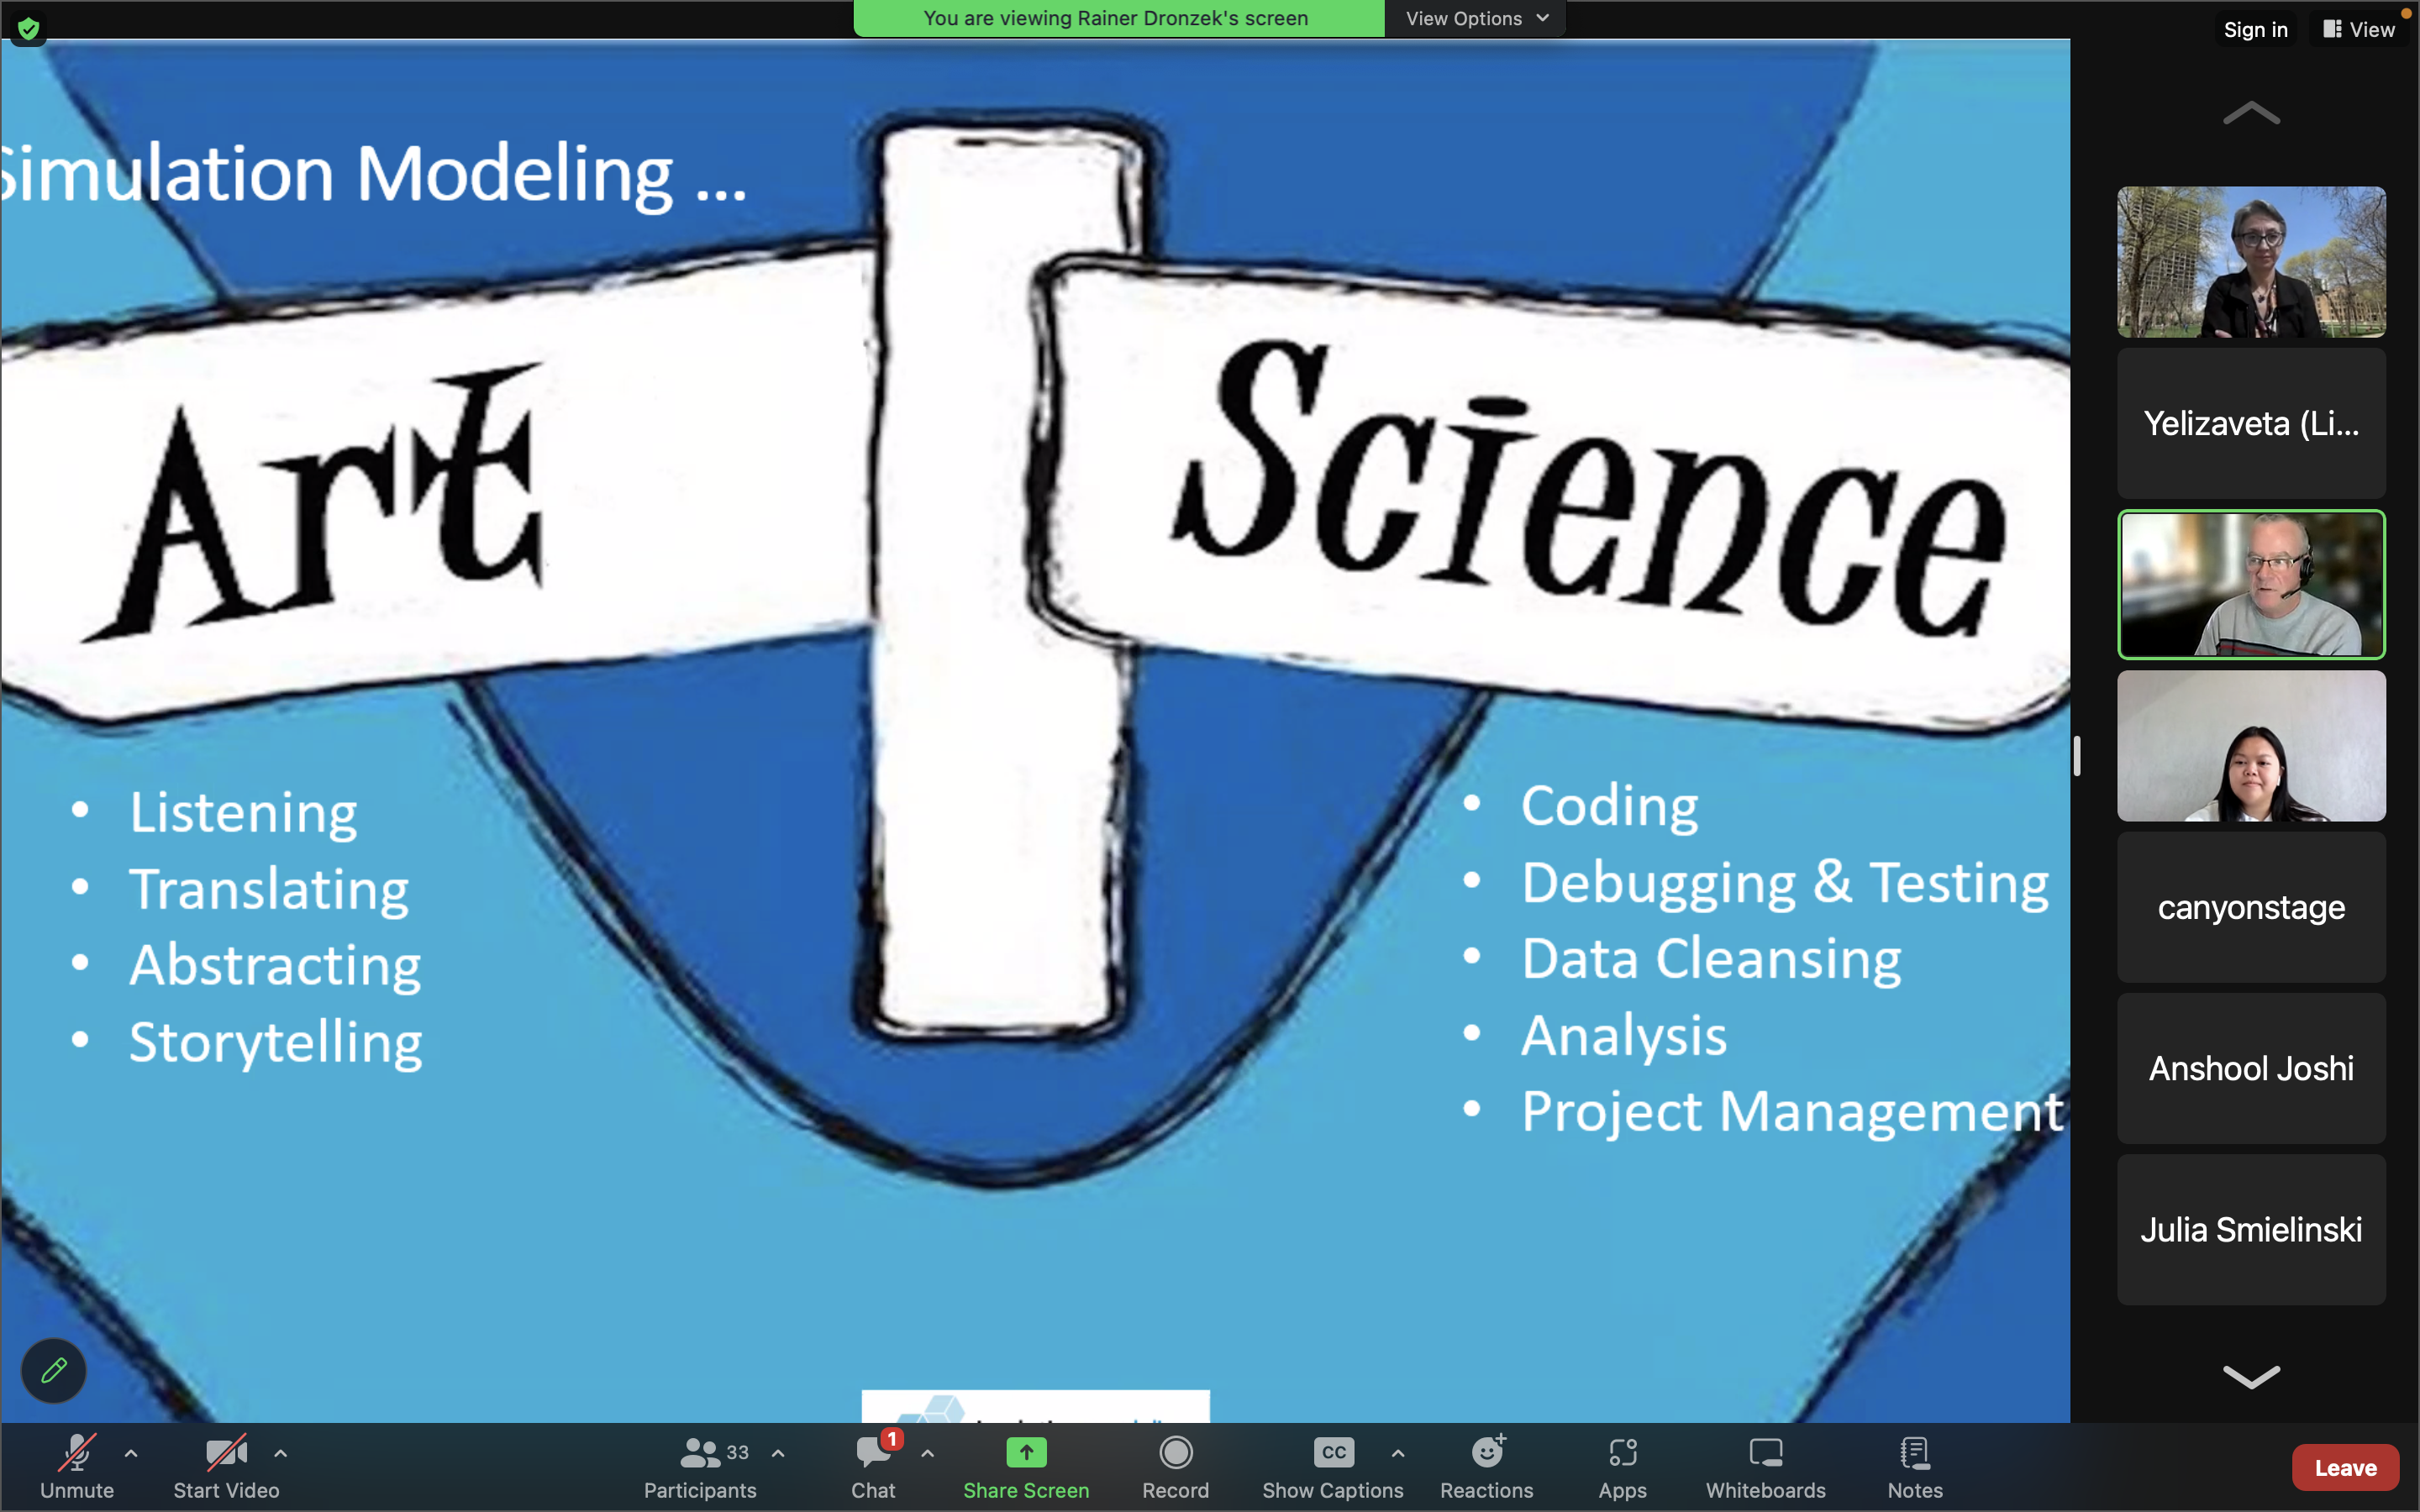 You are viewing Rainer Dronzek's screen
View Options
Sign in
View
Simulation Modeling ...
Art
Science
Listening
Translating
Abstracting
Storytelling
Coding
Debugging & Testing
Data Cleansing
Analysis
Project Management
Yelizaveta (Li...
canyonstage
Anshool Joshi
Julia Smielinski
33
1
CC
Unmute
Start Video
Participants
Chat
Share Screen
Record
Show Captions
Reactions
Apps
Whiteboards
Notes
Leave